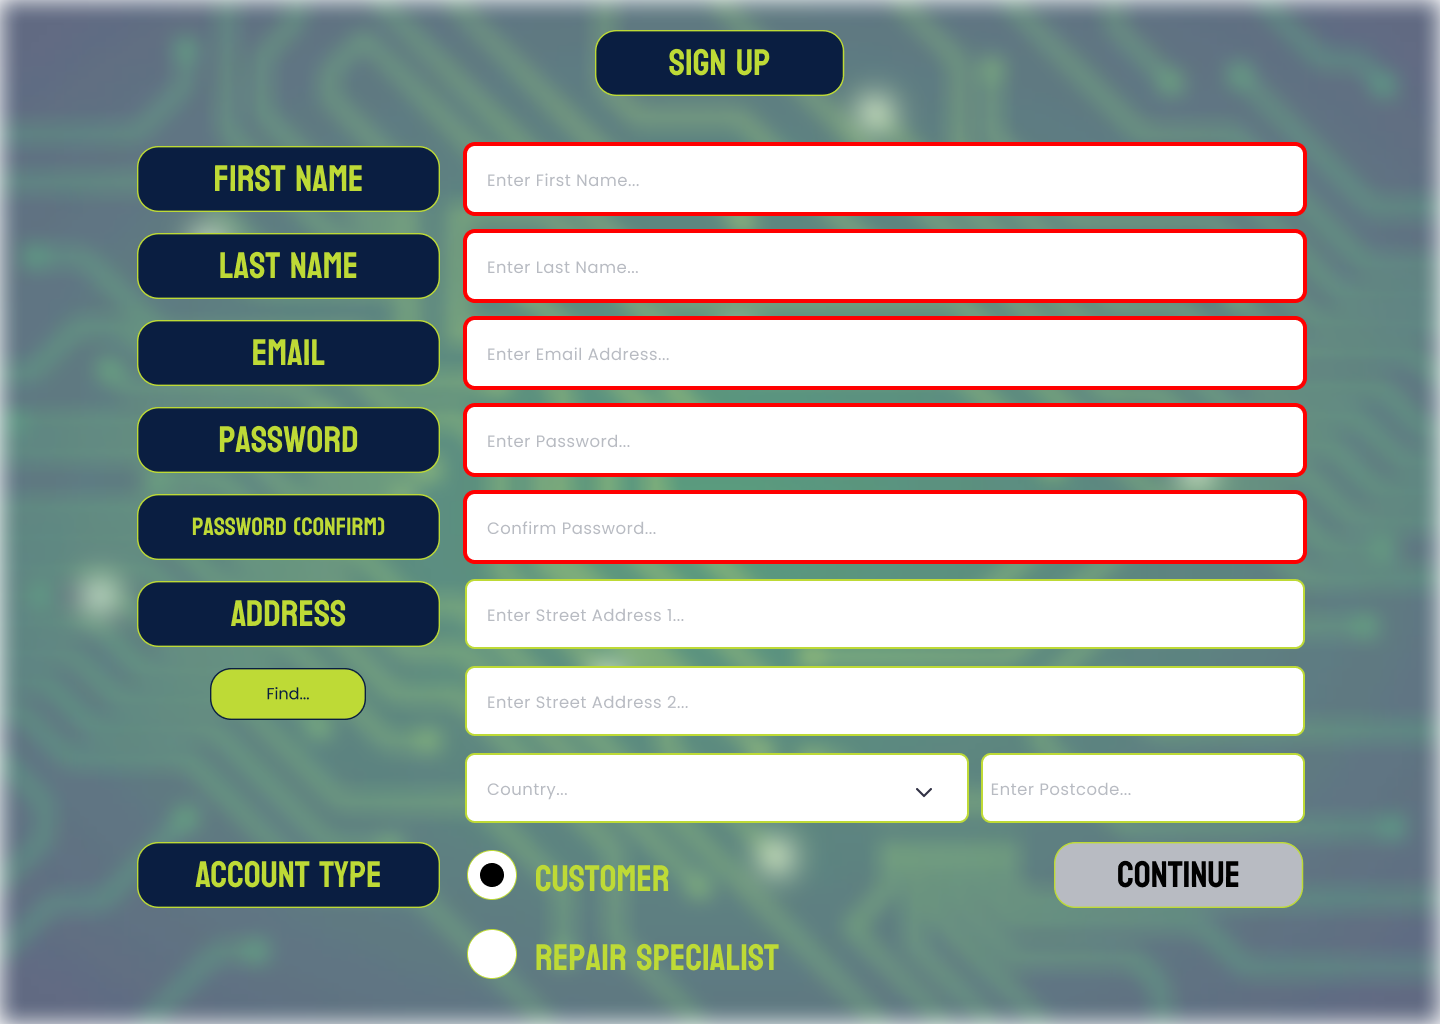 SIGN UP
FIRST NAME
Enter First Name...
LAST NAME
Enter Last Name...
EMAIL
Enter Email Address...
PASSWORD
Enter Password...
PASSWORD (CONFIRM)
Confirm Password...
ADDRESS
Enter Street Address 1...
Find...
Enter Street Address 2...
Country...
Enter Postcode...
ACCOUNT TYPE
CUSTOMER
CONTINUE
REPAIR SPECIALIST